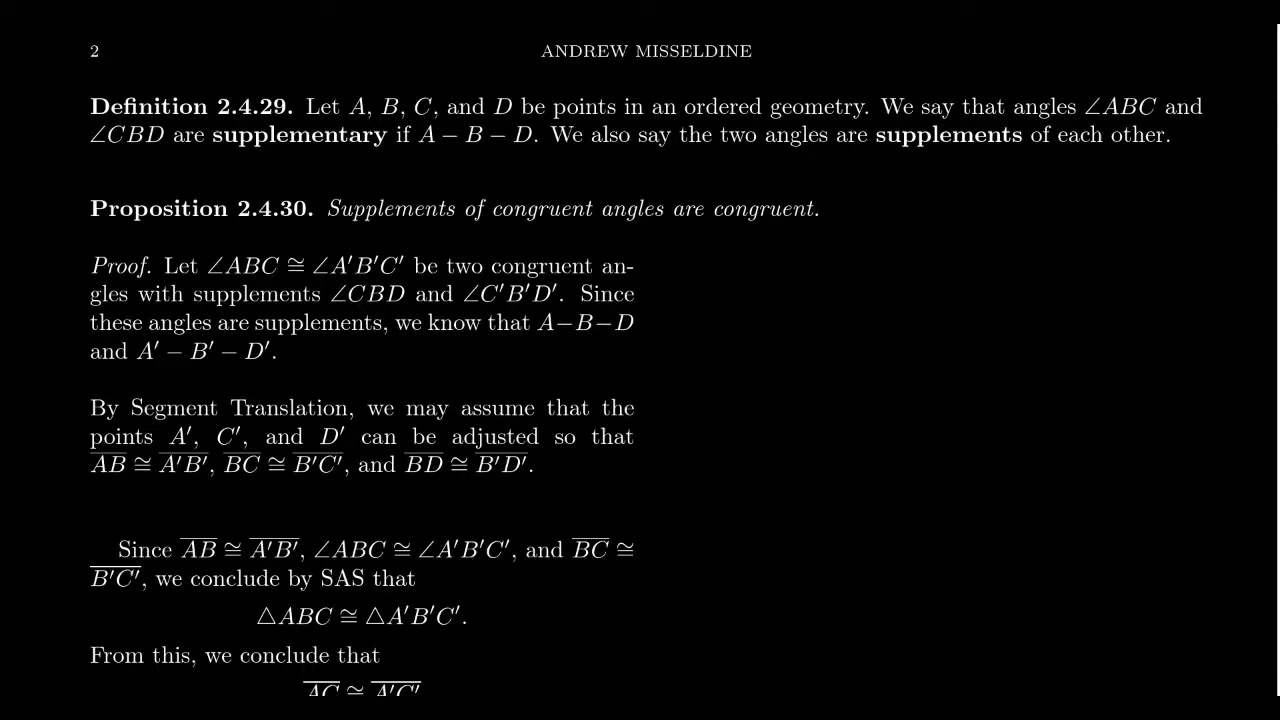 2 ANDREW MISSELDINE
Definition 2.4.29. Let A, B, C, and D be points in an ordered geometry. We say that angles ∠ABC and
∠CBD are supplementary if A − B − D. We also say the two angles are supplements of each other.
Proposition 2.4.30. Supplements of congruent angles are congruent.
Proof. Let ∠ABC ≅ ∠A′B′C′ be two congruent an-
gles with supplements ∠CBD and ∠C′B′D′. Since
these angles are supplements, we know that A−B−D
and A′ − B′ − D′.
By Segment Translation, we may assume that the
points A′, C′, and D′ can be adjusted so that
A̅B̅ ≅ A̅′B̅′, B̅C̅ ≅ B̅′C̅′, and B̅D̅ ≅ B̅′D̅′.
Since A̅B̅ ≅ A̅′B̅′, ∠ABC ≅ ∠A′B′C′, and B̅C̅ ≅
B̅′C̅′, we conclude by SAS that
△ABC ≅ △A′B′C′.
From this, we conclude that
A̅C̅ ≅ A̅′C̅′